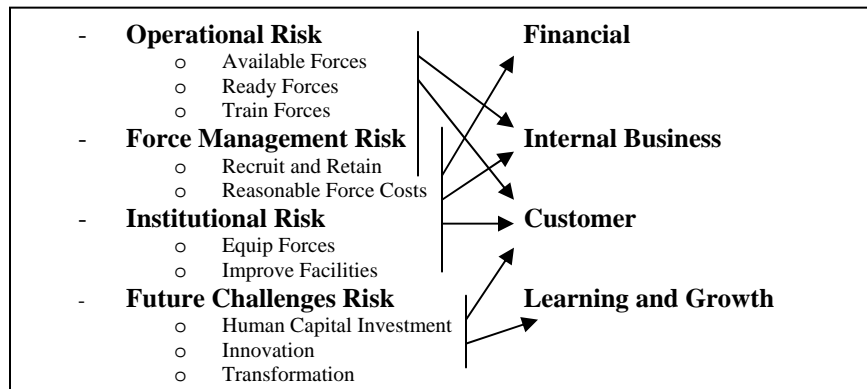 - Operational Risk Financial
o Available Forces
o Ready Forces
o Train Forces
- Force Management Risk Internal Business
o Recruit and Retain
o Reasonable Force Costs
- Institutional Risk Customer
o Equip Forces
o Improve Facilities
- Future Challenges Risk Learning and Growth
o Human Capital Investment
o Innovation
o Transformation